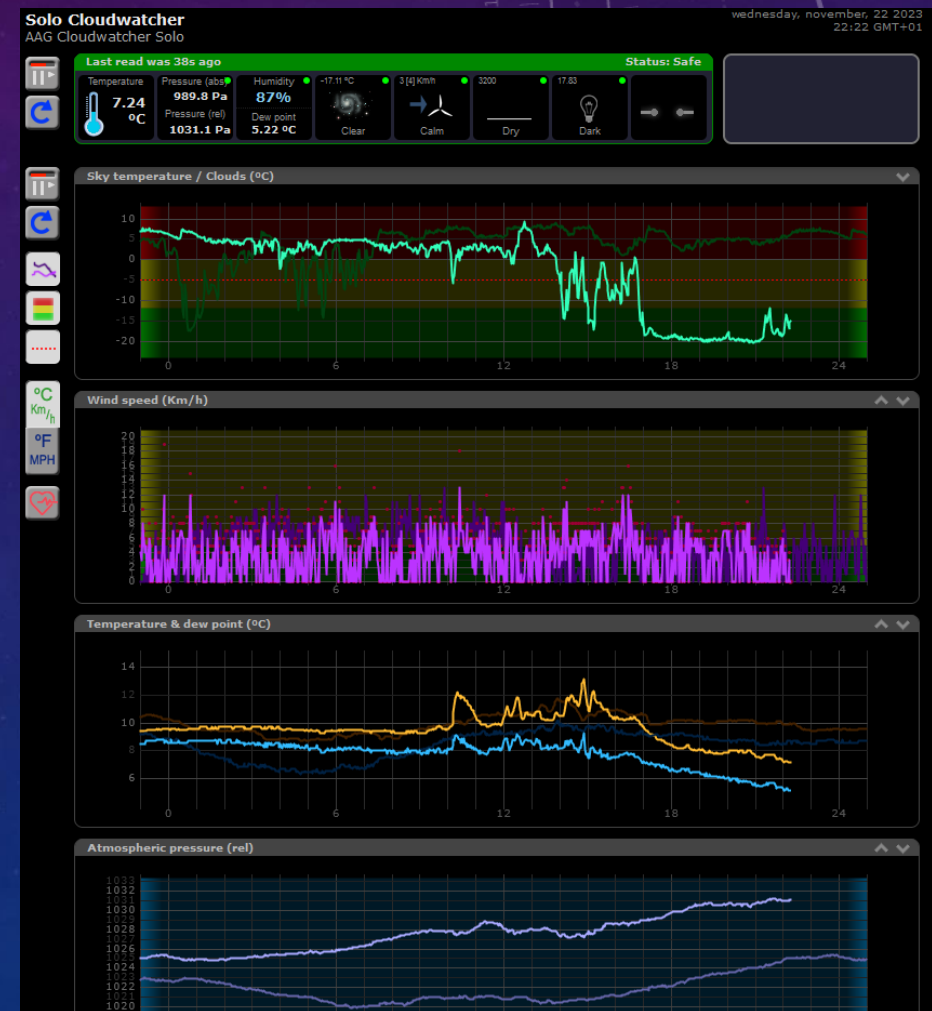 Solo Cloudwatcher
AAG Cloudwatcher Solo
wednesday, november, 22 2023
22:22 GMT+01
Last read was 38s ago
Status: Safe
Temperature
7.24
ºC
Pressure (abs)
989.8 Pa
Pressure (rel)
1031.1 Pa
Humidity
87%
Dew point
5.22 ºC
-17.11 ºC
Clear
3 [4] Km/h
Calm
3200
Dry
17.83
Dark
ºC
Km/h
ºF
MPH
Sky temperature / Clouds (ºC)
10
5
0
-5
-10
-15
-20
0 6 12 18 24
Wind speed (Km/h)
20
18
16
14
12
10
8
6
4
2
0
0 6 12 18 24
Temperature & dew point (ºC)
14
12
10
8
6
0 6 12 18 24
Atmospheric pressure (rel)
1033
1032
1031
1030
1029
1028
1027
1026
1025
1024
1023
1022
1021
1020